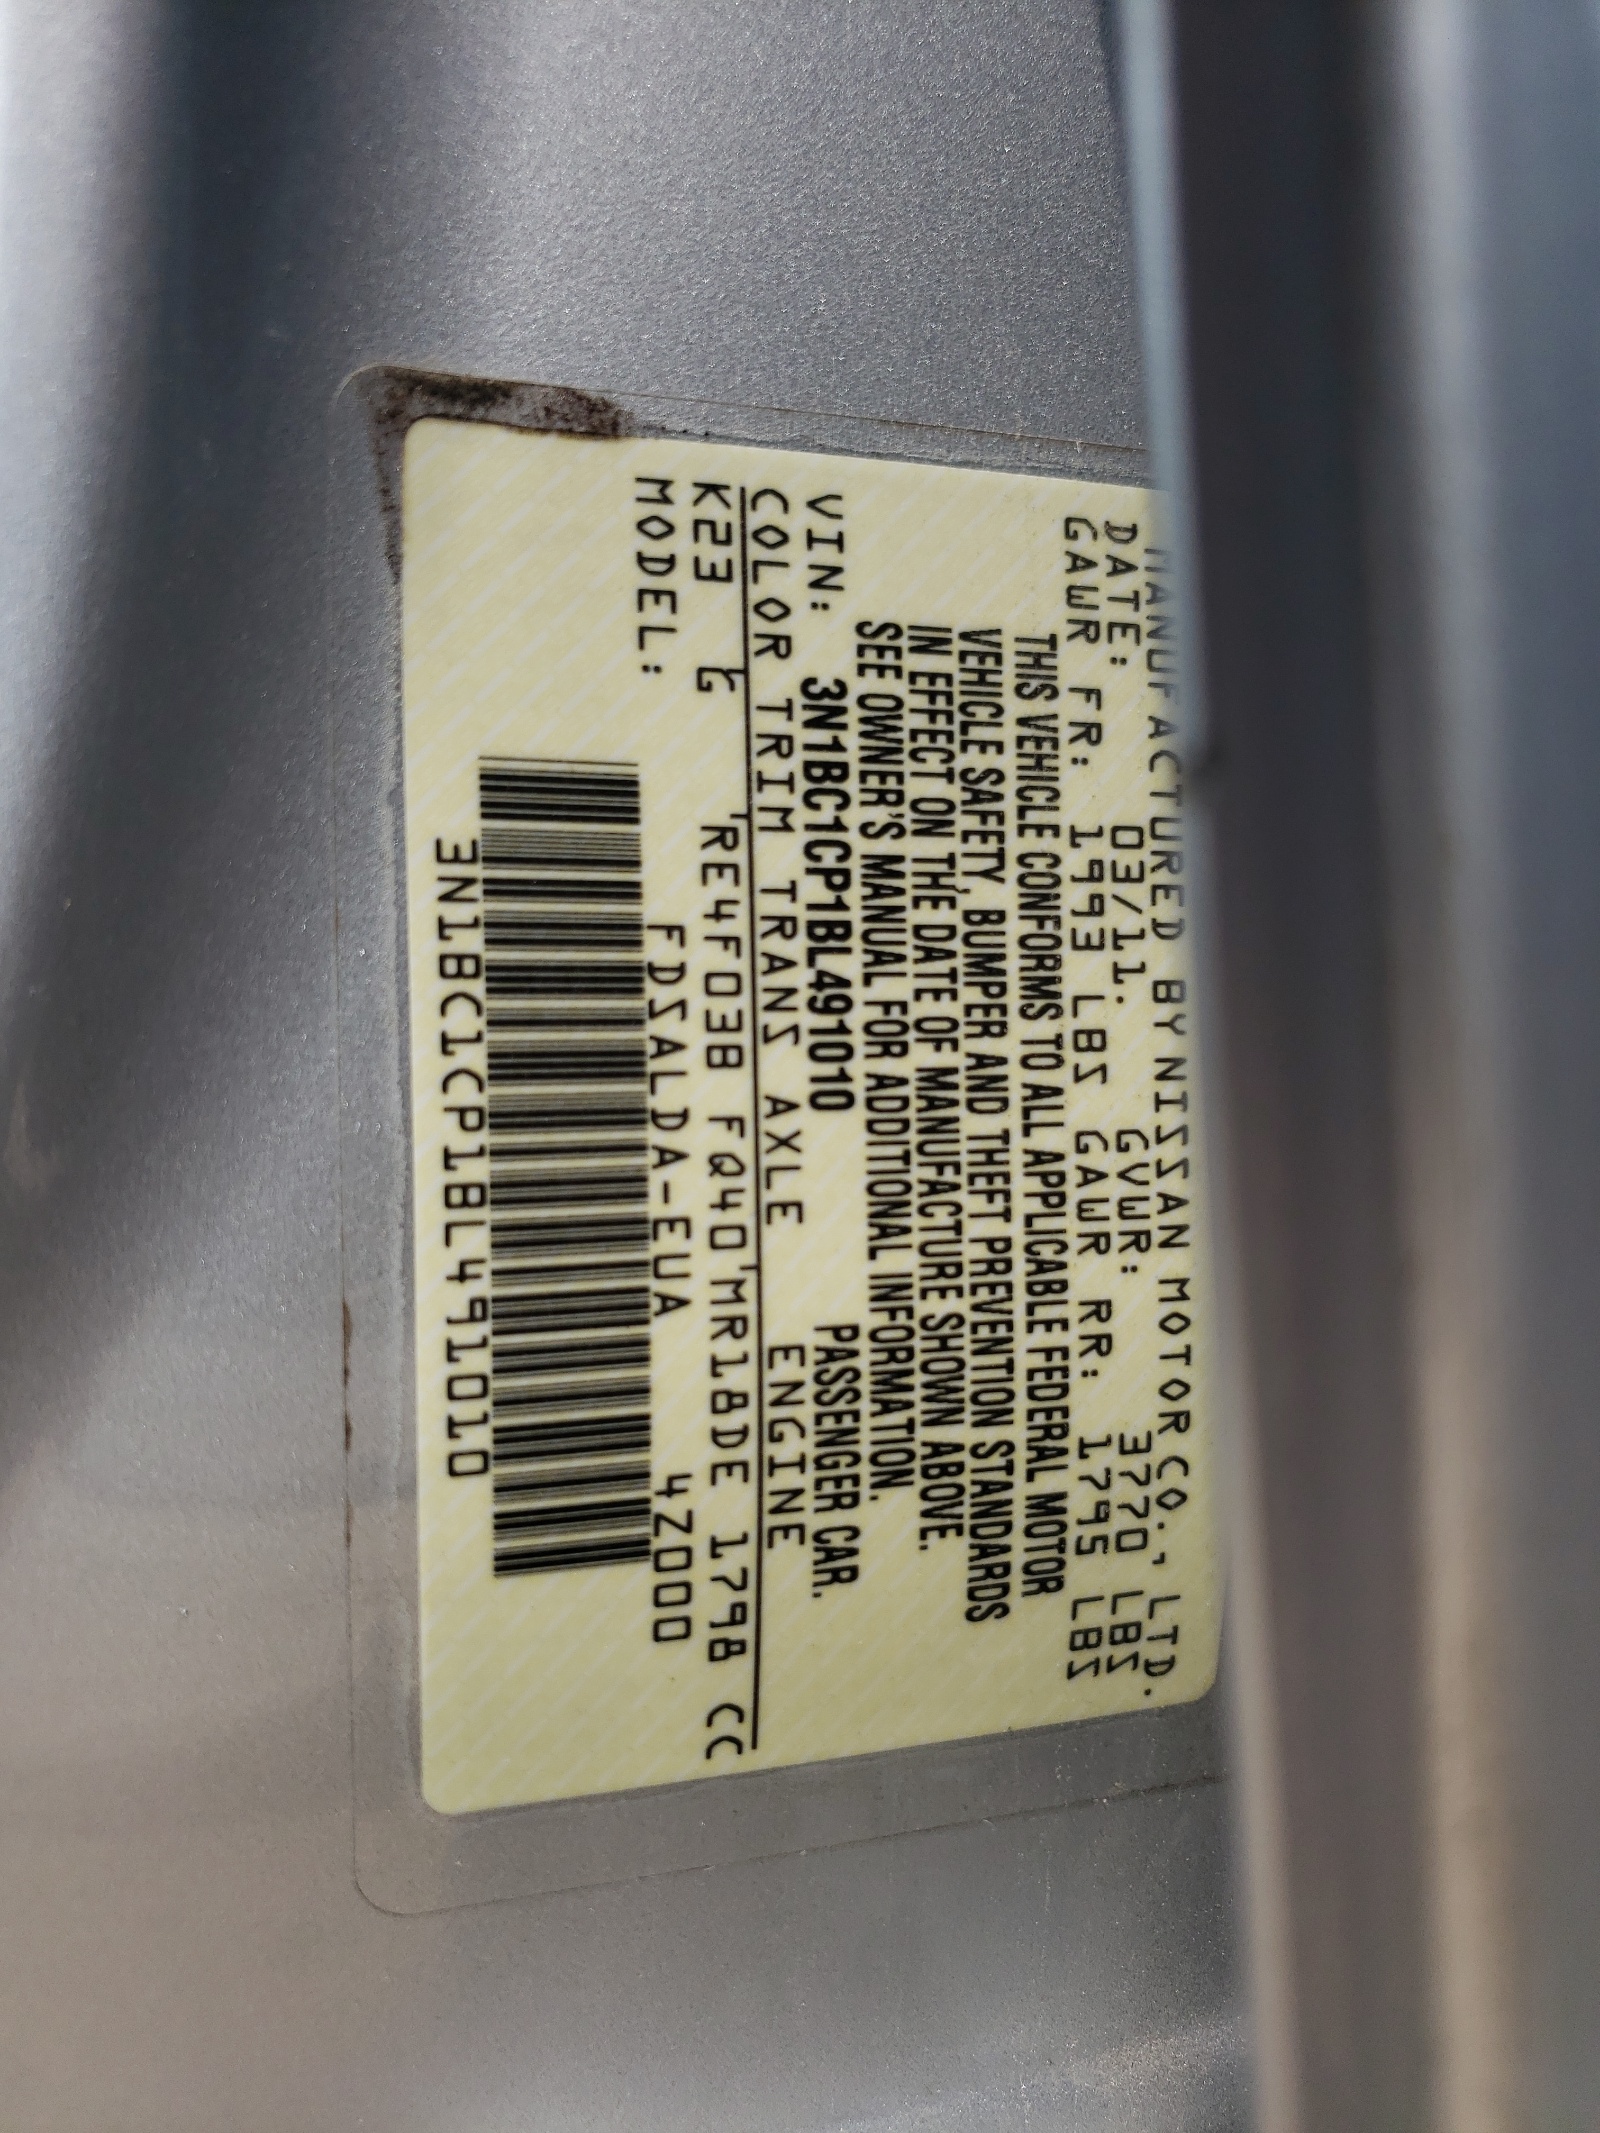 MANUFACTURED BY NISSAN MOTOR CO., LTD.
DATE: 03/11. GVWR: 3770 LBS
GAWR FR: 1993 LBS GAWR RR: 1795 LBS
THIS VEHICLE CONFORMS TO ALL APPLICABLE FEDERAL MOTOR
VEHICLE SAFETY, BUMPER AND THEFT PREVENTION STANDARDS
IN EFFECT ON THE DATE OF MANUFACTURE SHOWN ABOVE.
SEE OWNER'S MANUAL FOR ADDITIONAL INFORMATION.
VIN: 3N1BC1CP1BL491010 PASSENGER CAR.
COLOR TRIM TRANS AXLE ENGINE
K23 G RE4F03B FQ40 MR18DE 1798 CC
MODEL: FDSALDA-EUA 4Z000
3N1BC1CP1BL491010